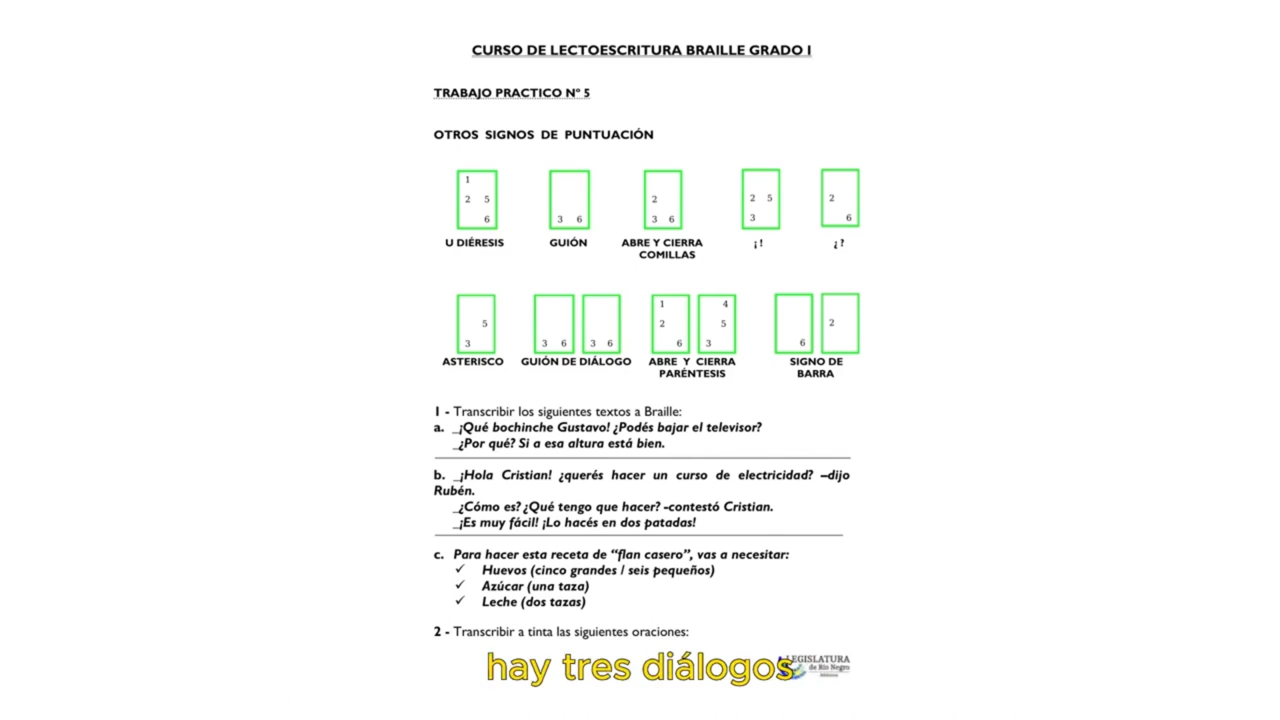 CURSO DE LECTOESCRITURA BRAILLE GRADO I
TRABAJO PRACTICO Nº 5
OTROS SIGNOS DE PUNTUACIÓN
1
2 5
6
3 6
2
3 6
2 5
3
2
6
U DIÉRESIS GUIÓN ABRE Y CIERRA COMILLAS ¡ ! ¿ ?
5
3
3 6
3 6
1
2
6
4
5
3
6
2
ASTERISCO GUIÓN DE DIÁLOGO ABRE Y CIERRA PARÉNTESIS SIGNO DE BARRA
1 - Transcribir los siguientes textos a Braille:
a. _¡Qué bochinche Gustavo! ¿Podés bajar el televisor?
_¿Por qué? Si a esa altura está bien.
b. _¡Hola Cristian! ¿querés hacer un curso de electricidad? –dijo
Rubén.
_¿Cómo es? ¿Qué tengo que hacer? -contestó Cristian.
_¡Es muy fácil! ¡Lo hacés en dos patadas!
c. Para hacer esta receta de “flan casero”, vas a necesitar:
✓ Huevos (cinco grandes / seis pequeños)
✓ Azúcar (una taza)
✓ Leche (dos tazas)
2 - Transcribir a tinta las siguientes oraciones:
hay tres diálogos
LEGISLATURA
de Río Negro